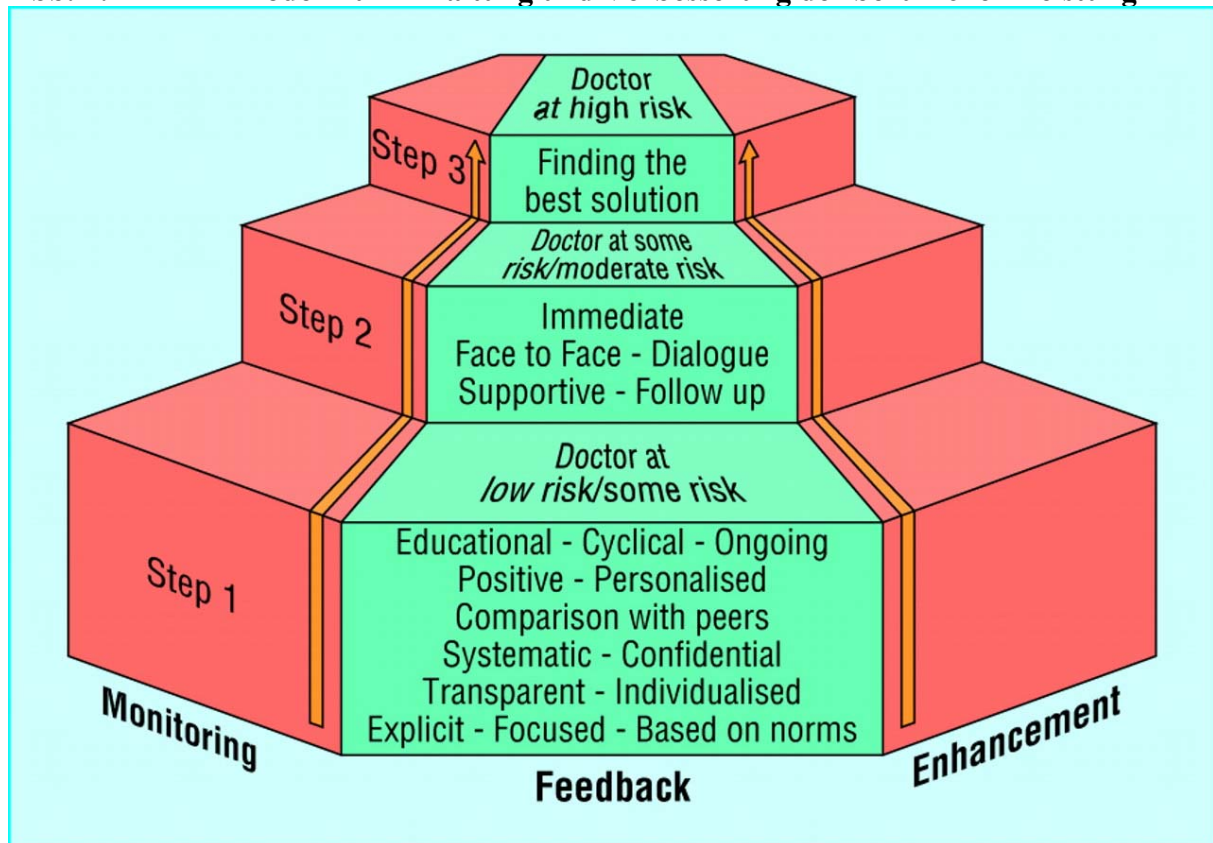 Doctor
at high risk
Step 3
Finding the
best solution
Doctor at some
risk/moderate risk
Step 2
Immediate
Face to Face - Dialogue
Supportive - Follow up
Doctor at
low risk/some risk
Step 1
Educational - Cyclical - Ongoing
Positive - Personalised
Comparison with peers
Systematic - Confidential
Transparent - Individualised
Explicit - Focused - Based on norms
Monitoring
Feedback
Enhancement